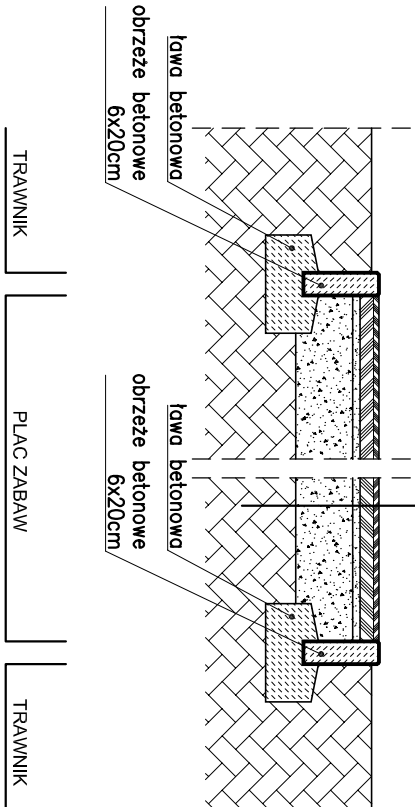 ława betonowa
obrzeże betonowe
6x20cm
ława betonowa
obrzeże betonowe
6x20cm
TRAWNIK
PLAC ZABAW
TRAWNIK